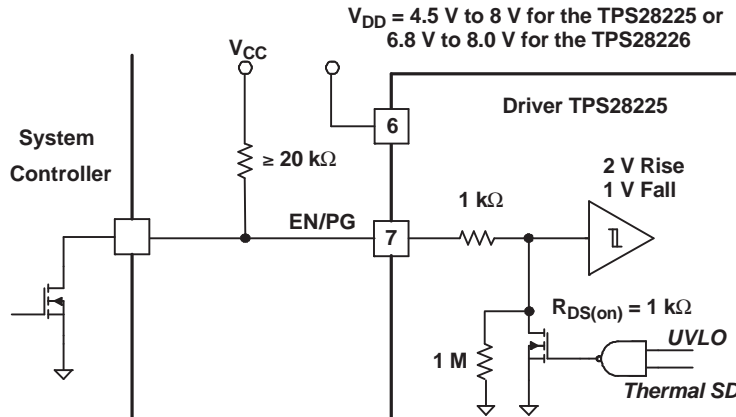 V_DD = 4.5 V to 8 V for the TPS28225 or
6.8 V to 8.0 V for the TPS28226
V_CC
6
Driver TPS28225
System
Controller
≥ 20 kΩ
2 V Rise
1 V Fall
1 kΩ
EN/PG
7
R_DS(on) = 1 kΩ
1 M
UVLO
Thermal SD